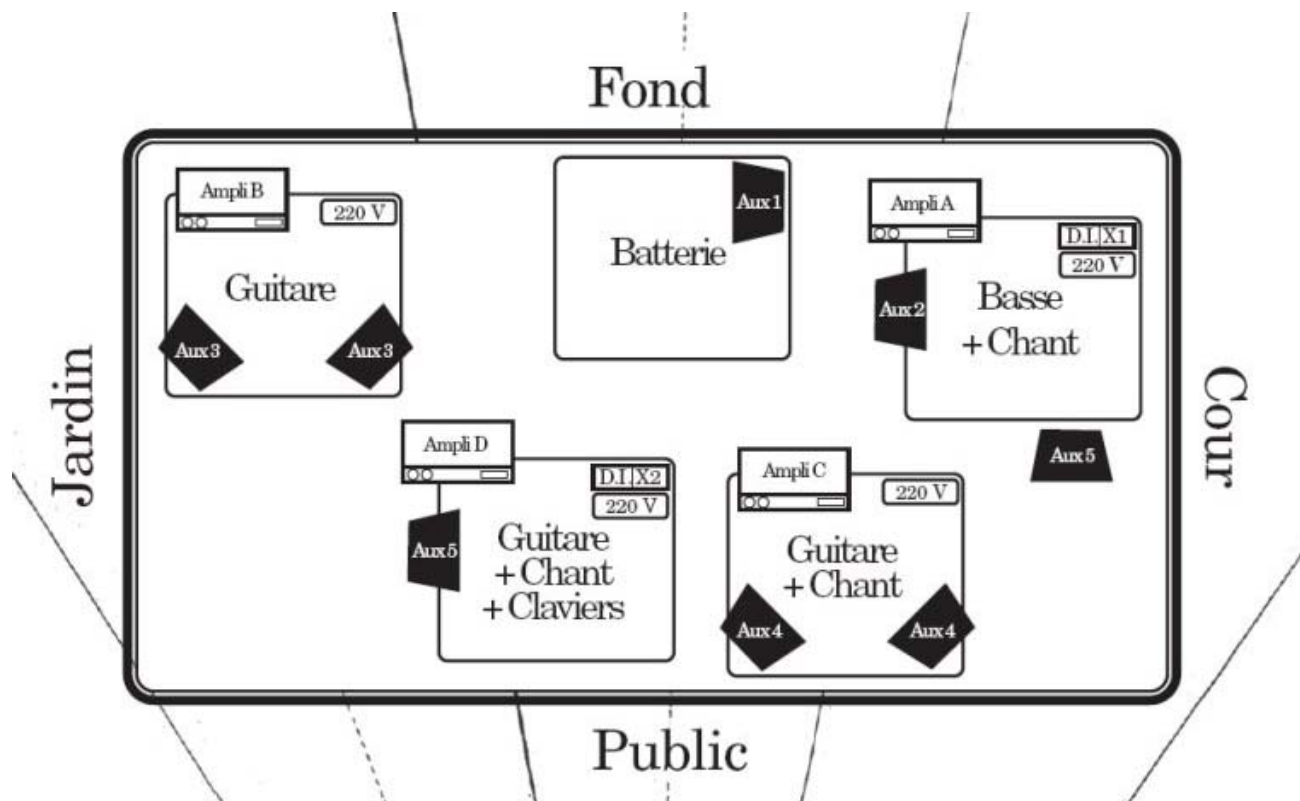 Fond
Ampli B
220 V
Guitare
Aux 3
Aux 3
Aux 1
Batterie
Ampli A
D.I. X1
220 V
Aux 2
Basse
+ Chant
Aux 5
Jardin
Cour
Ampli D
D.I. X2
220 V
Aux 5
Guitare
+ Chant
+ Claviers
Ampli C
220 V
Guitare
+ Chant
Aux 4
Aux 4
Public